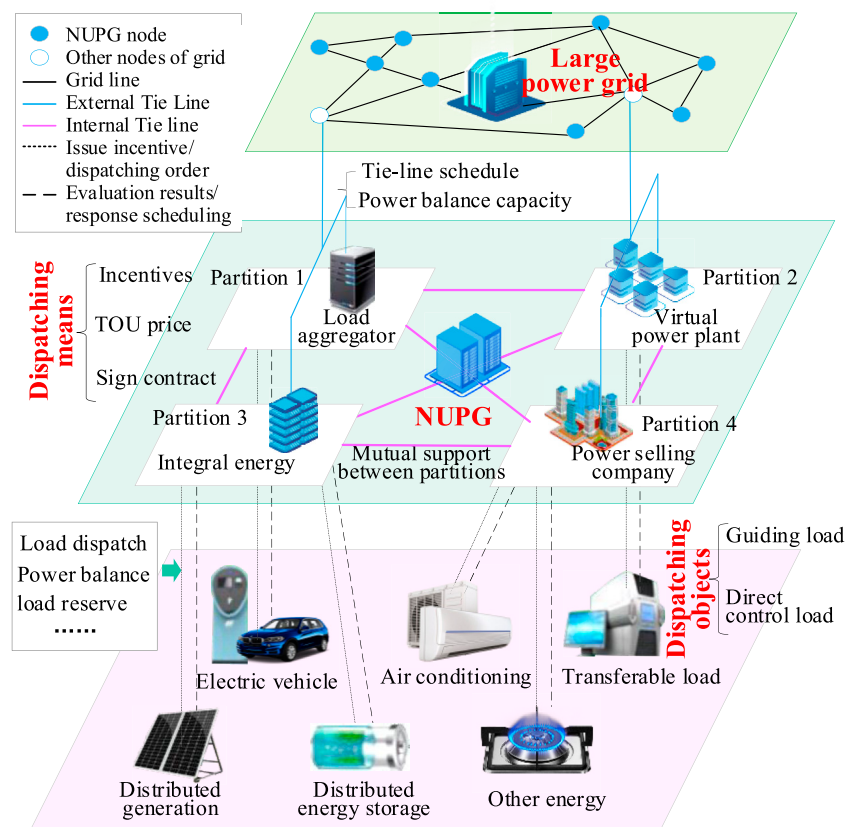 NUPG node
Other nodes of grid
Grid line
External Tie Line
Internal Tie line
Issue incentive/
dispatching order
Evaluation results/
response scheduling
Large
power grid
Tie-line schedule
Power balance capacity
Dispatching
means
Incentives
TOU price
Sign contract
Partition 1
Load
aggregator
Partition 2
Virtual
power plant
NUPG
Partition 3
Integral energy
Mutual support
between partitions
Partition 4
Power selling
company
Load dispatch
Power balance
load reserve
......
Dispatching
objects
Guiding load
Direct
control load
Electric vehicle
Air conditioning
Transferable load
Distributed
generation
Distributed
energy storage
Other energy